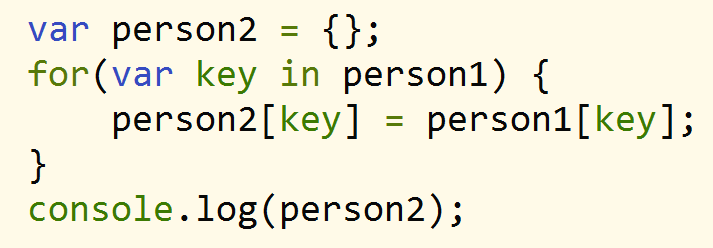 var person2 = {};
for(var key in person1) {
    person2[key] = person1[key];
}
console.log(person2);